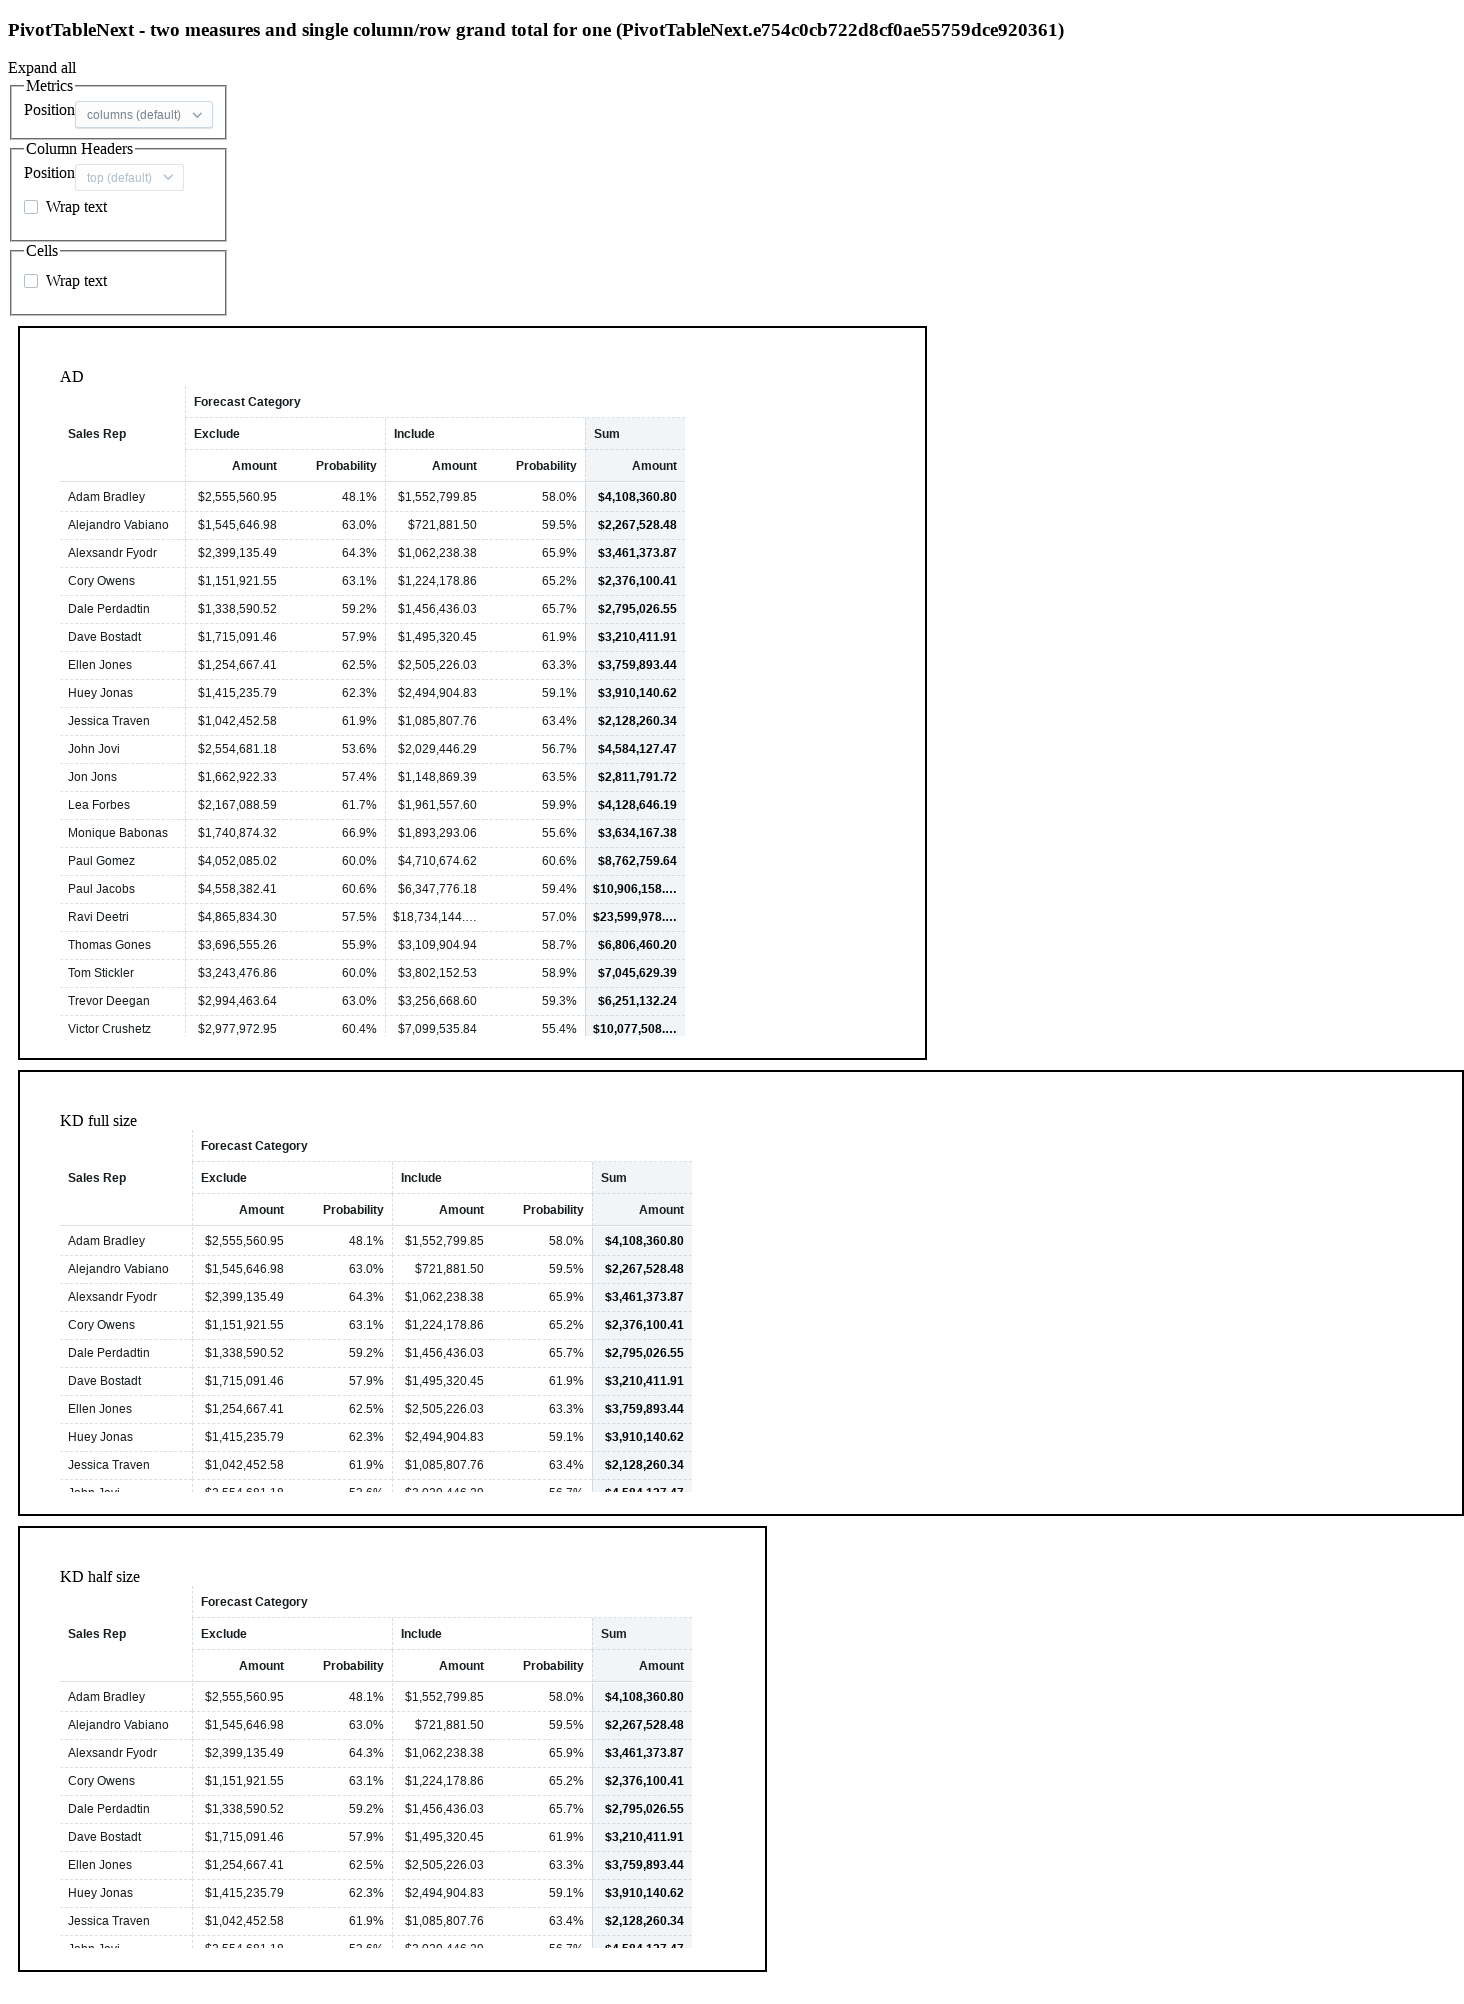 PivotTableNext - two measures and single column/row grand total for one (PivotTableNext.e754c0cb722d8cf0ae55759dce920361)
Expand all
Metrics
Position columns (default)
Column Headers
Position top (default)
Wrap text
Cells
Wrap text
AD
Forecast Category
Sales Rep Exclude Include Sum
Amount Probability Amount Probability Amount
Adam Bradley $2,555,560.95 48.1% $1,552,799.85 58.0% $4,108,360.80
Alejandro Vabiano $1,545,646.98 63.0% $721,881.50 59.5% $2,267,528.48
Alexsandr Fyodr $2,399,135.49 64.3% $1,062,238.38 65.9% $3,461,373.87
Cory Owens $1,151,921.55 63.1% $1,224,178.86 65.2% $2,376,100.41
Dale Perdadtin $1,338,590.52 59.2% $1,456,436.03 65.7% $2,795,026.55
Dave Bostadt $1,715,091.46 57.9% $1,495,320.45 61.9% $3,210,411.91
Ellen Jones $1,254,667.41 62.5% $2,505,226.03 63.3% $3,759,893.44
Huey Jonas $1,415,235.79 62.3% $2,494,904.83 59.1% $3,910,140.62
Jessica Traven $1,042,452.58 61.9% $1,085,807.76 63.4% $2,128,260.34
John Jovi $2,554,681.18 53.6% $2,029,446.29 56.7% $4,584,127.47
Jon Jons $1,662,922.33 57.4% $1,148,869.39 63.5% $2,811,791.72
Lea Forbes $2,167,088.59 61.7% $1,961,557.60 59.9% $4,128,646.19
Monique Babonas $1,740,874.32 66.9% $1,893,293.06 55.6% $3,634,167.38
Paul Gomez $4,052,085.02 60.0% $4,710,674.62 60.6% $8,762,759.64
Paul Jacobs $4,558,382.41 60.6% $6,347,776.18 59.4% $10,906,158.…
Ravi Deetri $4,865,834.30 57.5% $18,734,144.… 57.0% $23,599,978.…
Thomas Gones $3,696,555.26 55.9% $3,109,904.94 58.7% $6,806,460.20
Tom Stickler $3,243,476.86 60.0% $3,802,152.53 58.9% $7,045,629.39
Trevor Deegan $2,994,463.64 63.0% $3,256,668.60 59.3% $6,251,132.24
Victor Crushetz $2,977,972.95 60.4% $7,099,535.84 55.4% $10,077,508.…
KD full size
Forecast Category
Sales Rep Exclude Include Sum
Amount Probability Amount Probability Amount
Adam Bradley $2,555,560.95 48.1% $1,552,799.85 58.0% $4,108,360.80
Alejandro Vabiano $1,545,646.98 63.0% $721,881.50 59.5% $2,267,528.48
Alexsandr Fyodr $2,399,135.49 64.3% $1,062,238.38 65.9% $3,461,373.87
Cory Owens $1,151,921.55 63.1% $1,224,178.86 65.2% $2,376,100.41
Dale Perdadtin $1,338,590.52 59.2% $1,456,436.03 65.7% $2,795,026.55
Dave Bostadt $1,715,091.46 57.9% $1,495,320.45 61.9% $3,210,411.91
Ellen Jones $1,254,667.41 62.5% $2,505,226.03 63.3% $3,759,893.44
Huey Jonas $1,415,235.79 62.3% $2,494,904.83 59.1% $3,910,140.62
Jessica Traven $1,042,452.58 61.9% $1,085,807.76 63.4% $2,128,260.34
KD half size
Forecast Category
Sales Rep Exclude Include Sum
Amount Probability Amount Probability Amount
Adam Bradley $2,555,560.95 48.1% $1,552,799.85 58.0% $4,108,360.80
Alejandro Vabiano $1,545,646.98 63.0% $721,881.50 59.5% $2,267,528.48
Alexsandr Fyodr $2,399,135.49 64.3% $1,062,238.38 65.9% $3,461,373.87
Cory Owens $1,151,921.55 63.1% $1,224,178.86 65.2% $2,376,100.41
Dale Perdadtin $1,338,590.52 59.2% $1,456,436.03 65.7% $2,795,026.55
Dave Bostadt $1,715,091.46 57.9% $1,495,320.45 61.9% $3,210,411.91
Ellen Jones $1,254,667.41 62.5% $2,505,226.03 63.3% $3,759,893.44
Huey Jonas $1,415,235.79 62.3% $2,494,904.83 59.1% $3,910,140.62
Jessica Traven $1,042,452.58 61.9% $1,085,807.76 63.4% $2,128,260.34